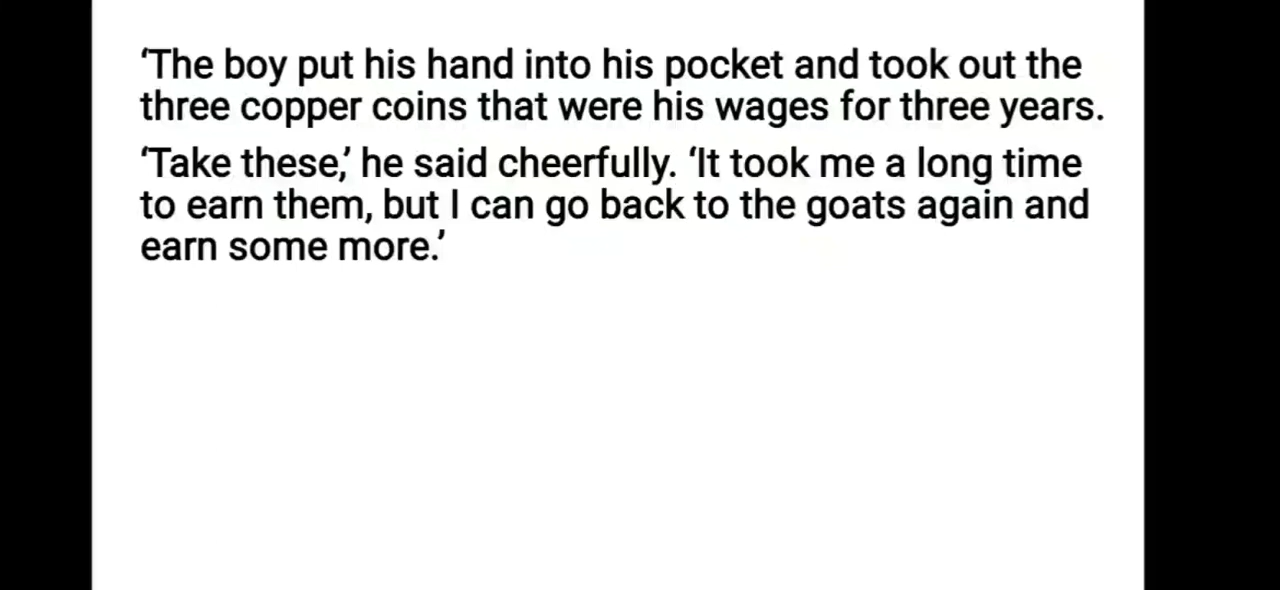 ‘The boy put his hand into his pocket and took out the
three copper coins that were his wages for three years.
‘Take these,’ he said cheerfully. ‘It took me a long time
to earn them, but I can go back to the goats again and
earn some more.’